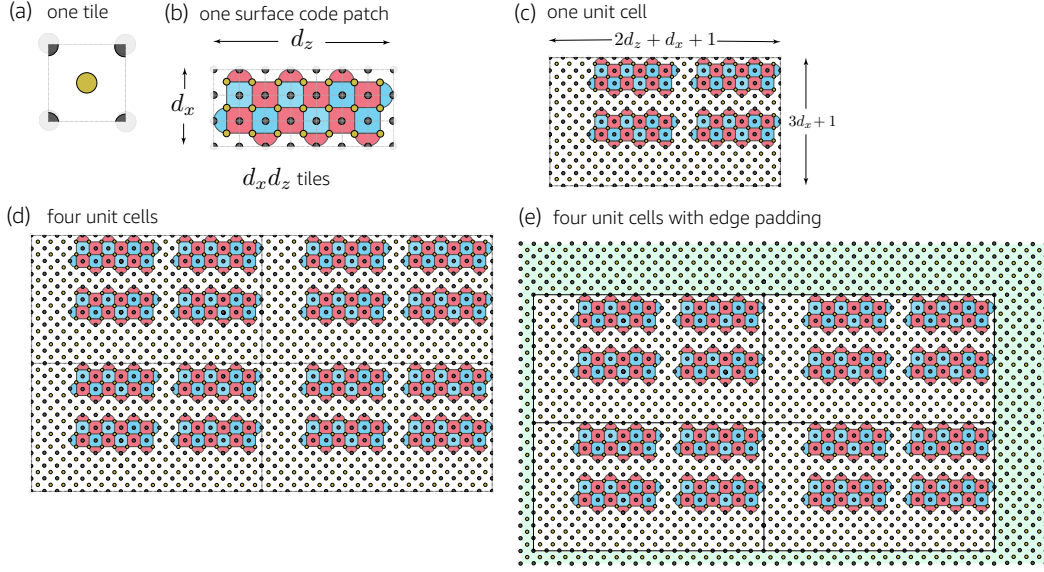 (a) one tile
(b) one surface code patch
d_z
d_x
d_x d_z tiles
(c) one unit cell
2d_z + d_x + 1
3d_x + 1
(d) four unit cells
(e) four unit cells with edge padding